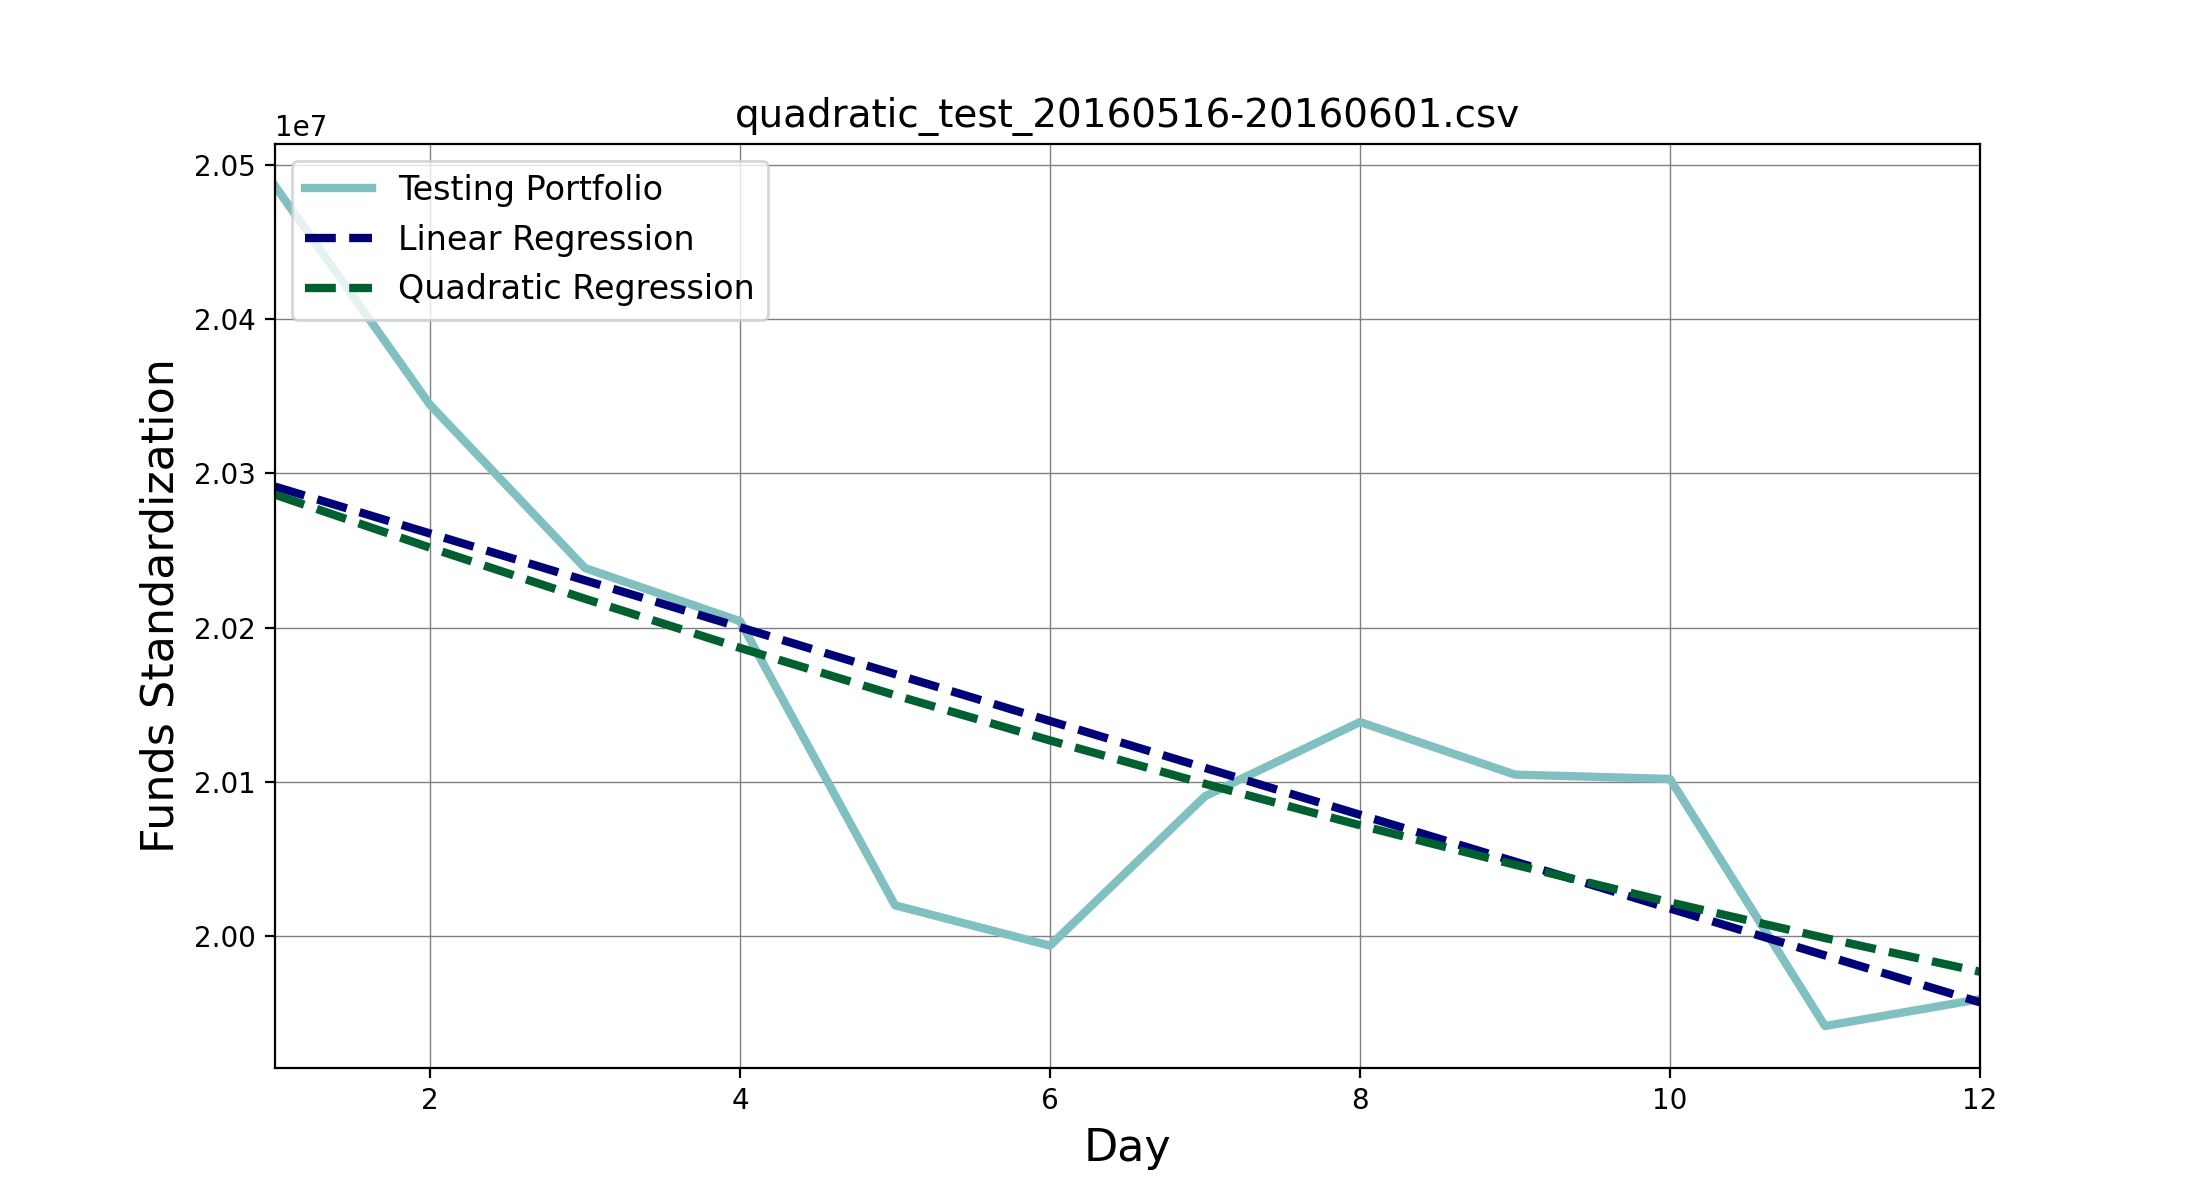 quadratic_test_20160516-20160601.csv
1e7
2.05
2.04
2.03
2.02
2.01
2.00
Funds Standardization
Testing Portfolio
Linear Regression
Quadratic Regression
2 4 6 8 10 12
Day